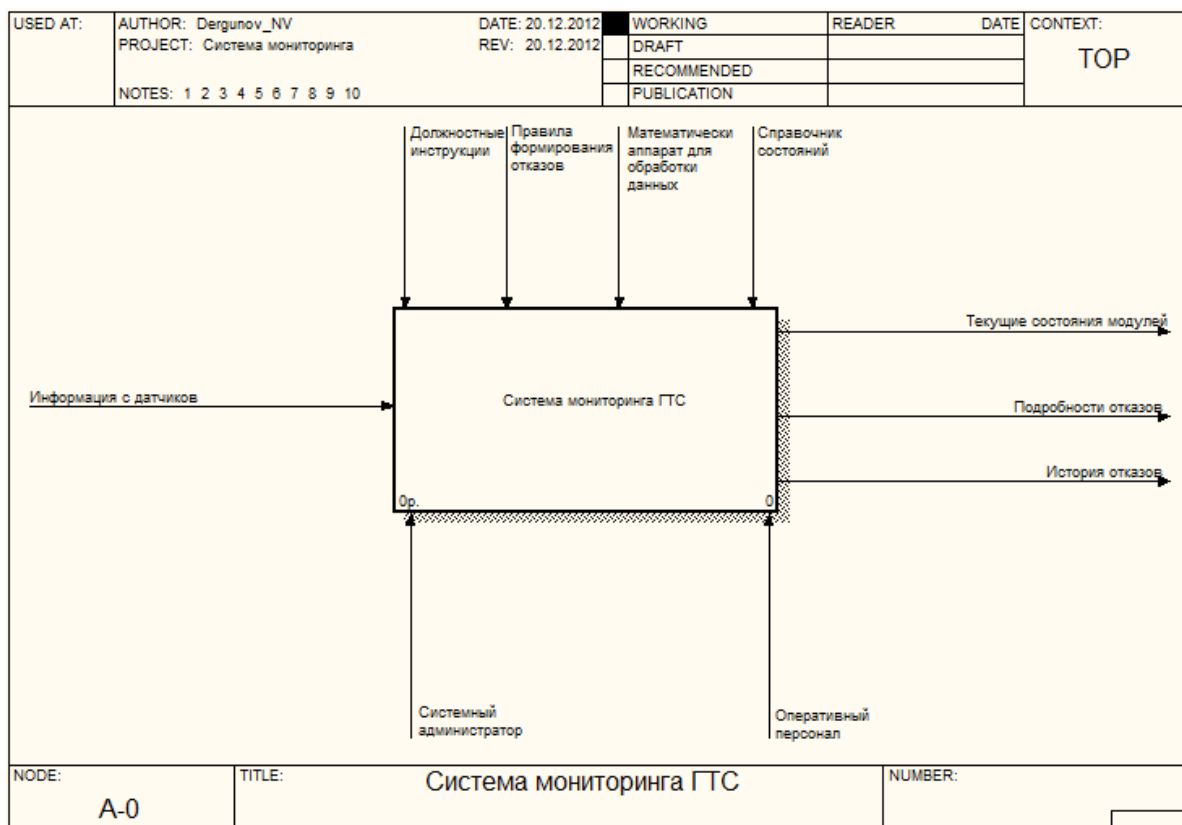 USED AT:
AUTHOR: Dergunov_NV
DATE: 20.12.2012
PROJECT: Система мониторинга
REV: 20.12.2012
NOTES: 1 2 3 4 5 6 7 8 9 10
WORKING
DRAFT
RECOMMENDED
PUBLICATION
READER
DATE
CONTEXT:
TOP
Должностные
инструкции
Правила
формирования
отказов
Математически
аппарат для
обработки
данных
Справочник
состояний
Текущие состояния модулей
Информация с датчиков
Система мониторинга ГТС
Подробности отказов
История отказов
0р.
0
Системный
администратор
Оперативный
персонал
NODE:
A-0
TITLE:
Система мониторинга ГТС
NUMBER: